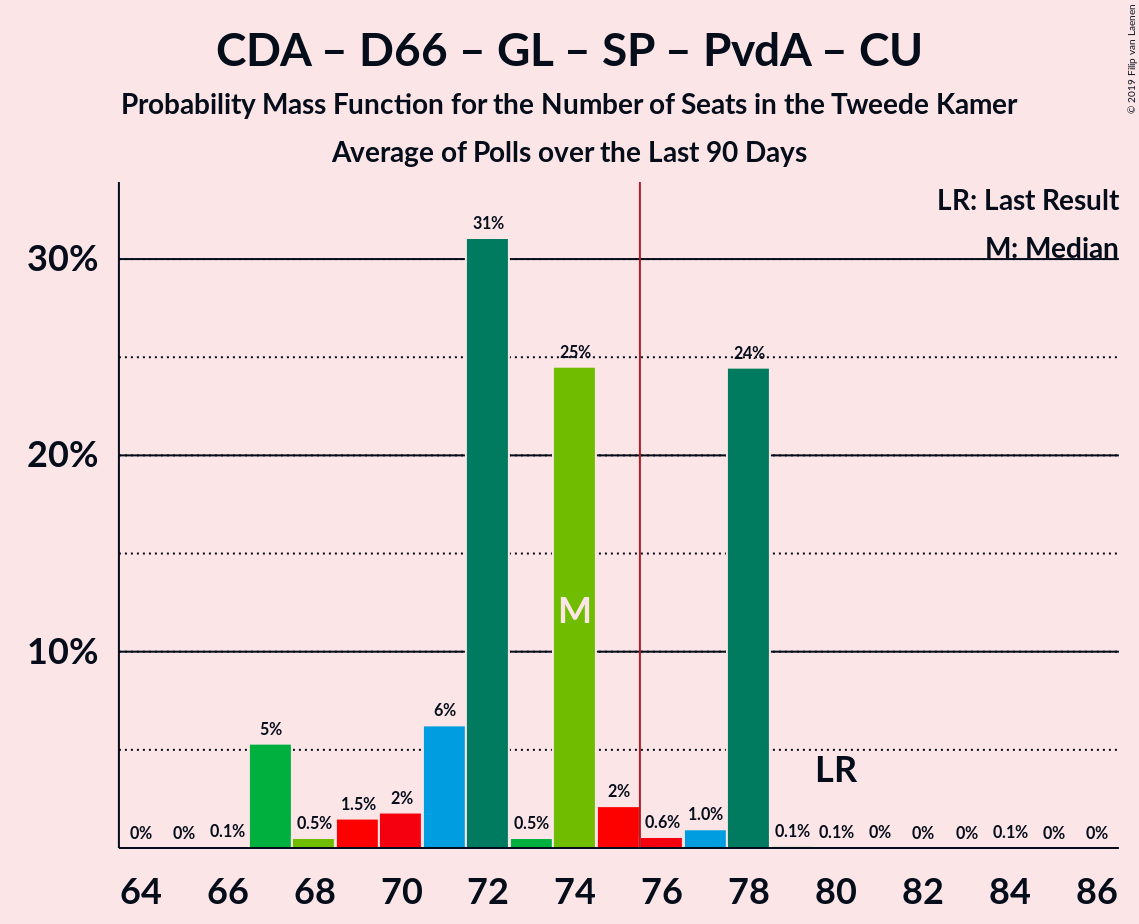 CDA – D66 – GL – SP – PvdA – CU
Probability Mass Function for the Number of Seats in the Tweede Kamer
Average of Polls over the Last 90 Days
© 2019 Filip van Laenen
LR: Last Result
M: Median
30%
20%
10%
0%
0%
0.1%
5%
0.5%
1.5%
2%
6%
31%
0.5%
25%
2%
0.6%
1.0%
24%
0.1%
0.1%
0%
0%
0%
0.1%
0%
0%
M
LR
64 66 68 70 72 74 76 78 80 82 84 86